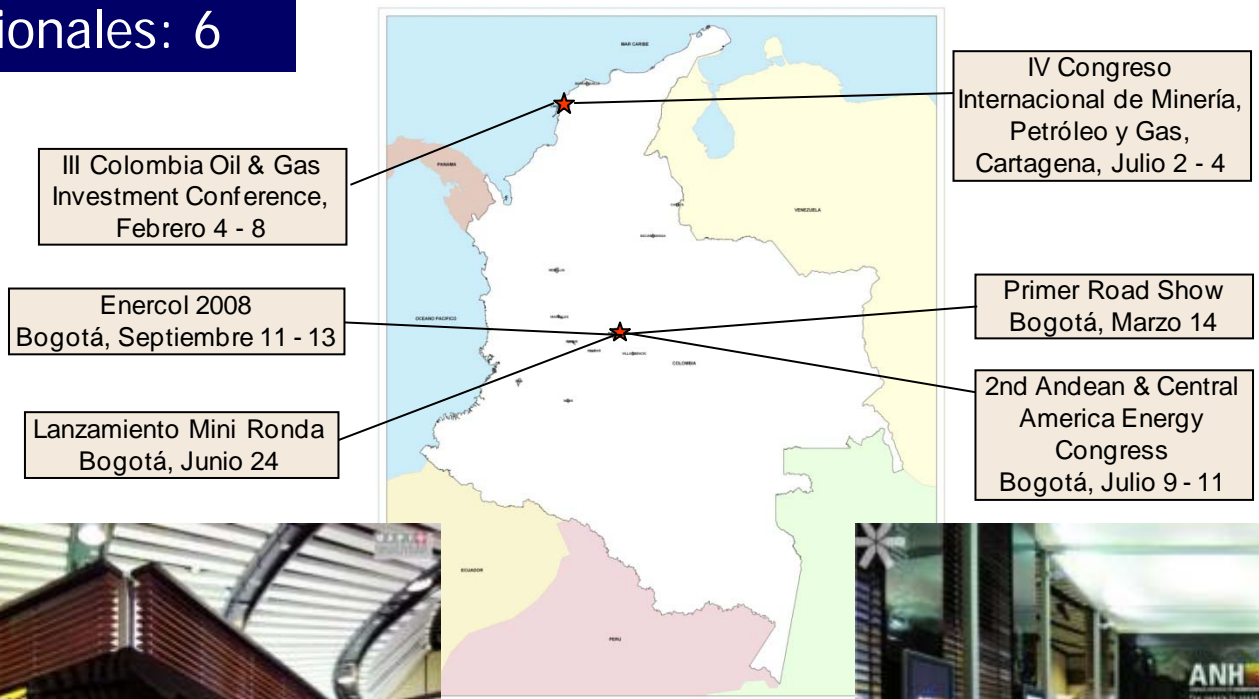 ionales: 6
MAR CARIBE
IV Congreso
Internacional de Minería,
Petróleo y Gas,
Cartagena, Julio 2 - 4
III Colombia Oil & Gas
Investment Conference,
Febrero 4 - 8
PANAMA
VENEZUELA
Enercol 2008
Bogotá, Septiembre 11 - 13
OCEANO PACIFICO
Primer Road Show
Bogotá, Marzo 14
COLOMBIA
2nd Andean & Central
America Energy
Congress
Bogotá, Julio 9 - 11
Lanzamiento Mini Ronda
Bogotá, Junio 24
ECUADOR
PERU
ANH